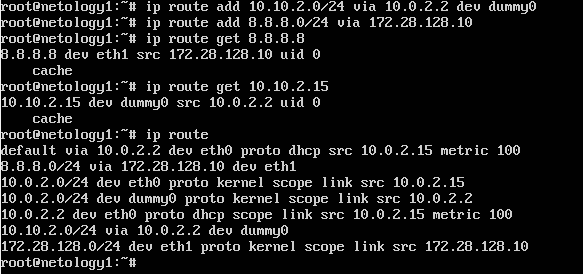 root@netology1:~# ip route add 10.10.2.0/24 via 10.0.2.2 dev dummy0
root@netology1:~# ip route add 8.8.8.0/24 via 172.28.128.10
root@netology1:~# ip route get 8.8.8.8
8.8.8.8 dev eth1 src 172.28.128.10 uid 0
    cache
root@netology1:~# ip route get 10.10.2.15
10.10.2.15 dev dummy0 src 10.0.2.2 uid 0
    cache
root@netology1:~# ip route
default via 10.0.2.2 dev eth0 proto dhcp src 10.0.2.15 metric 100
8.8.8.0/24 via 172.28.128.10 dev eth1
10.0.2.0/24 dev eth0 proto kernel scope link src 10.0.2.15
10.0.2.0/24 dev dummy0 proto kernel scope link src 10.0.2.2
10.0.2.2 dev eth0 proto dhcp scope link src 10.0.2.15 metric 100
10.10.2.0/24 via 10.0.2.2 dev dummy0
172.28.128.0/24 dev eth1 proto kernel scope link src 172.28.128.10
root@netology1:~#